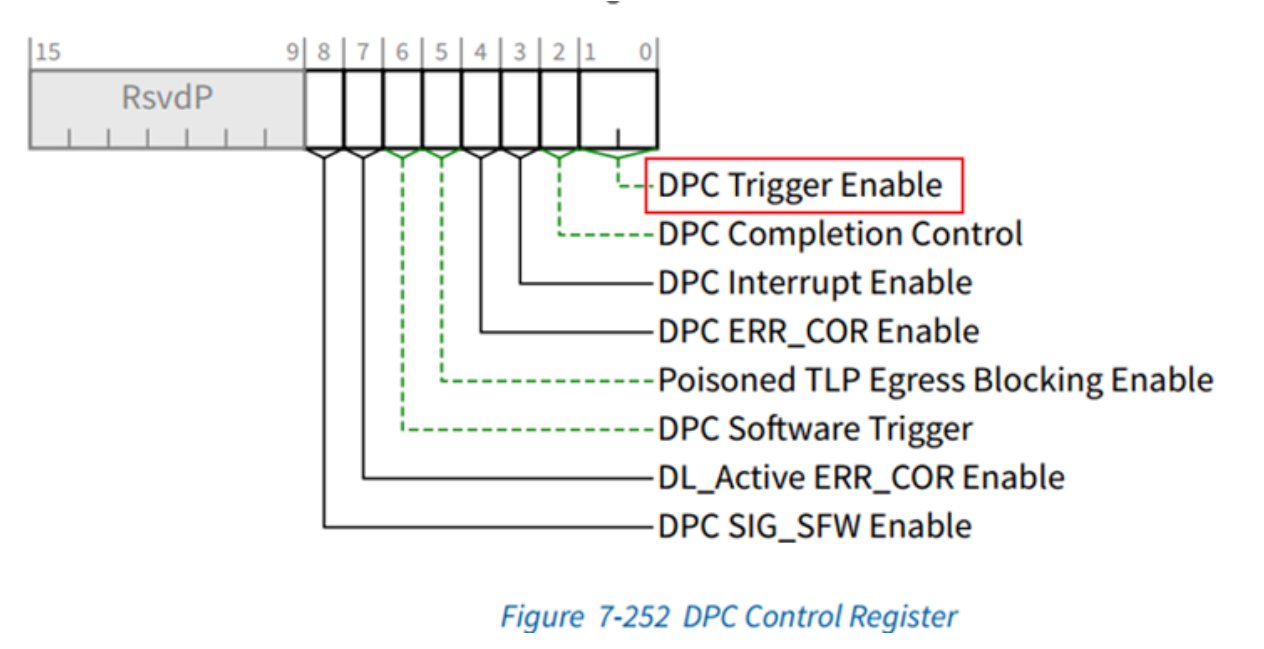 15 9 8 7 6 5 4 3 2 1 0
RsvdP
DPC Trigger Enable
DPC Completion Control
DPC Interrupt Enable
DPC ERR_COR Enable
Poisoned TLP Egress Blocking Enable
DPC Software Trigger
DL_Active ERR_COR Enable
DPC SIG_SFW Enable
Figure 7-252 DPC Control Register